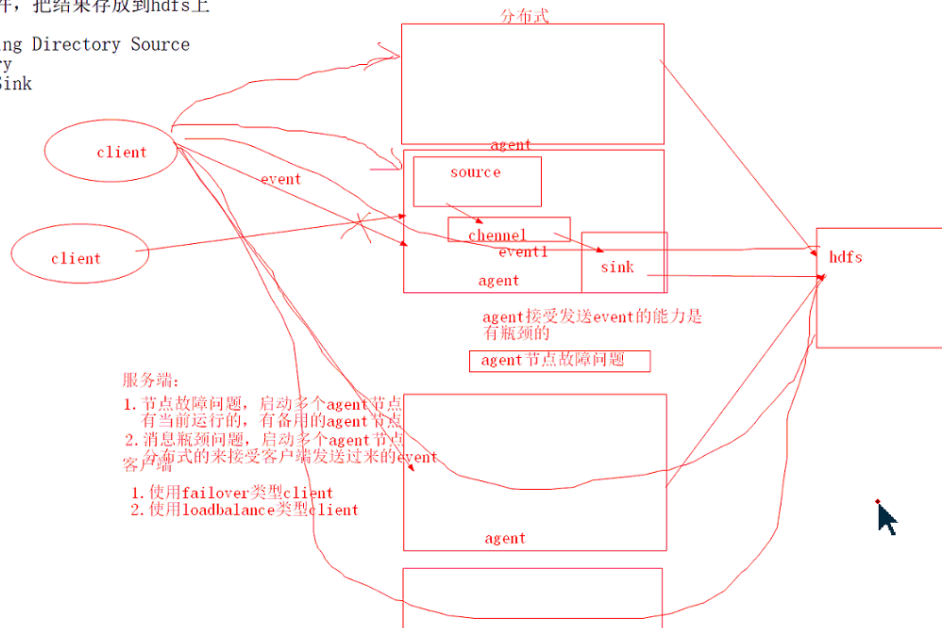 件，把结果存放到hdfs上
ing Directory Source
ry
Sink
分布式
agent
client
source
event
chennel
event1
client
sink
hdfs
agent
agent接受发送event的能力是
有瓶颈的
agent节点故障问题
服务端:
1.节点故障问题，启动多个agent节点
有当前运行的，有备用的agent节点
2.消息瓶颈问题，启动多个agent节点
分布式的来接受客户端发送过来的event
客户端
1.使用failover类型client
2.使用loadbalance类型client
agent